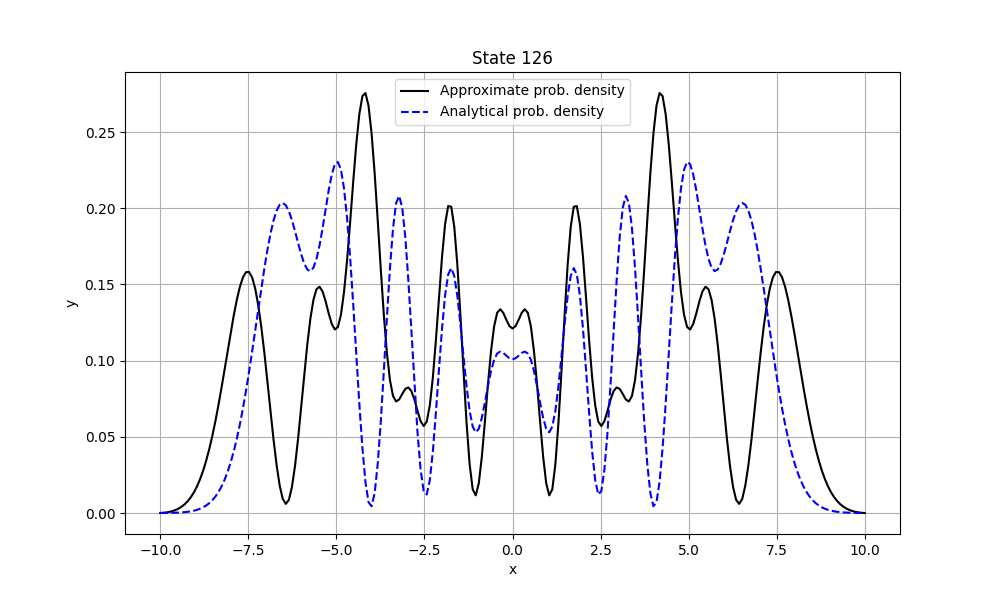 State 126
Approximate prob. density
Analytical prob. density
y
0.25
0.20
0.15
0.10
0.05
0.00
−10.0 −7.5 −5.0 −2.5 0.0 2.5 5.0 7.5 10.0
x